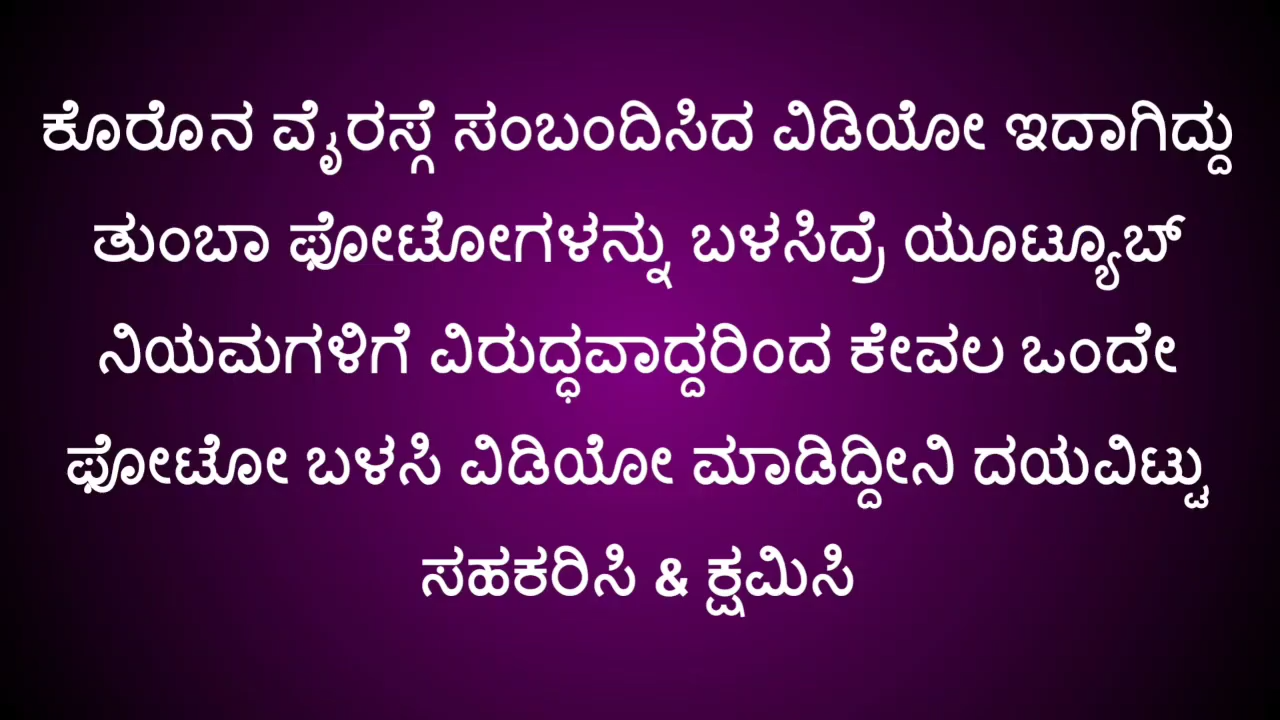 ಕೊರೊನ ವೈರಸ್ಗೆ ಸಂಬಂದಿಸಿದ ವಿಡಿಯೋ ಇದಾಗಿದ್ದು
ತುಂಬಾ ಫೋಟೋಗಳನ್ನು ಬಳಸಿದ್ರೆ ಯೂಟ್ಯೂಬ್
ನಿಯಮಗಳಿಗೆ ವಿರುದ್ಧವಾದ್ದರಿಂದ ಕೇವಲ ಒಂದೇ
ಫೋಟೋ ಬಳಸಿ ವಿಡಿಯೋ ಮಾಡಿದ್ದೀನಿ ದಯವಿಟ್ಟು
ಸಹಕರಿಸಿ & ಕ್ಷಮಿಸಿ